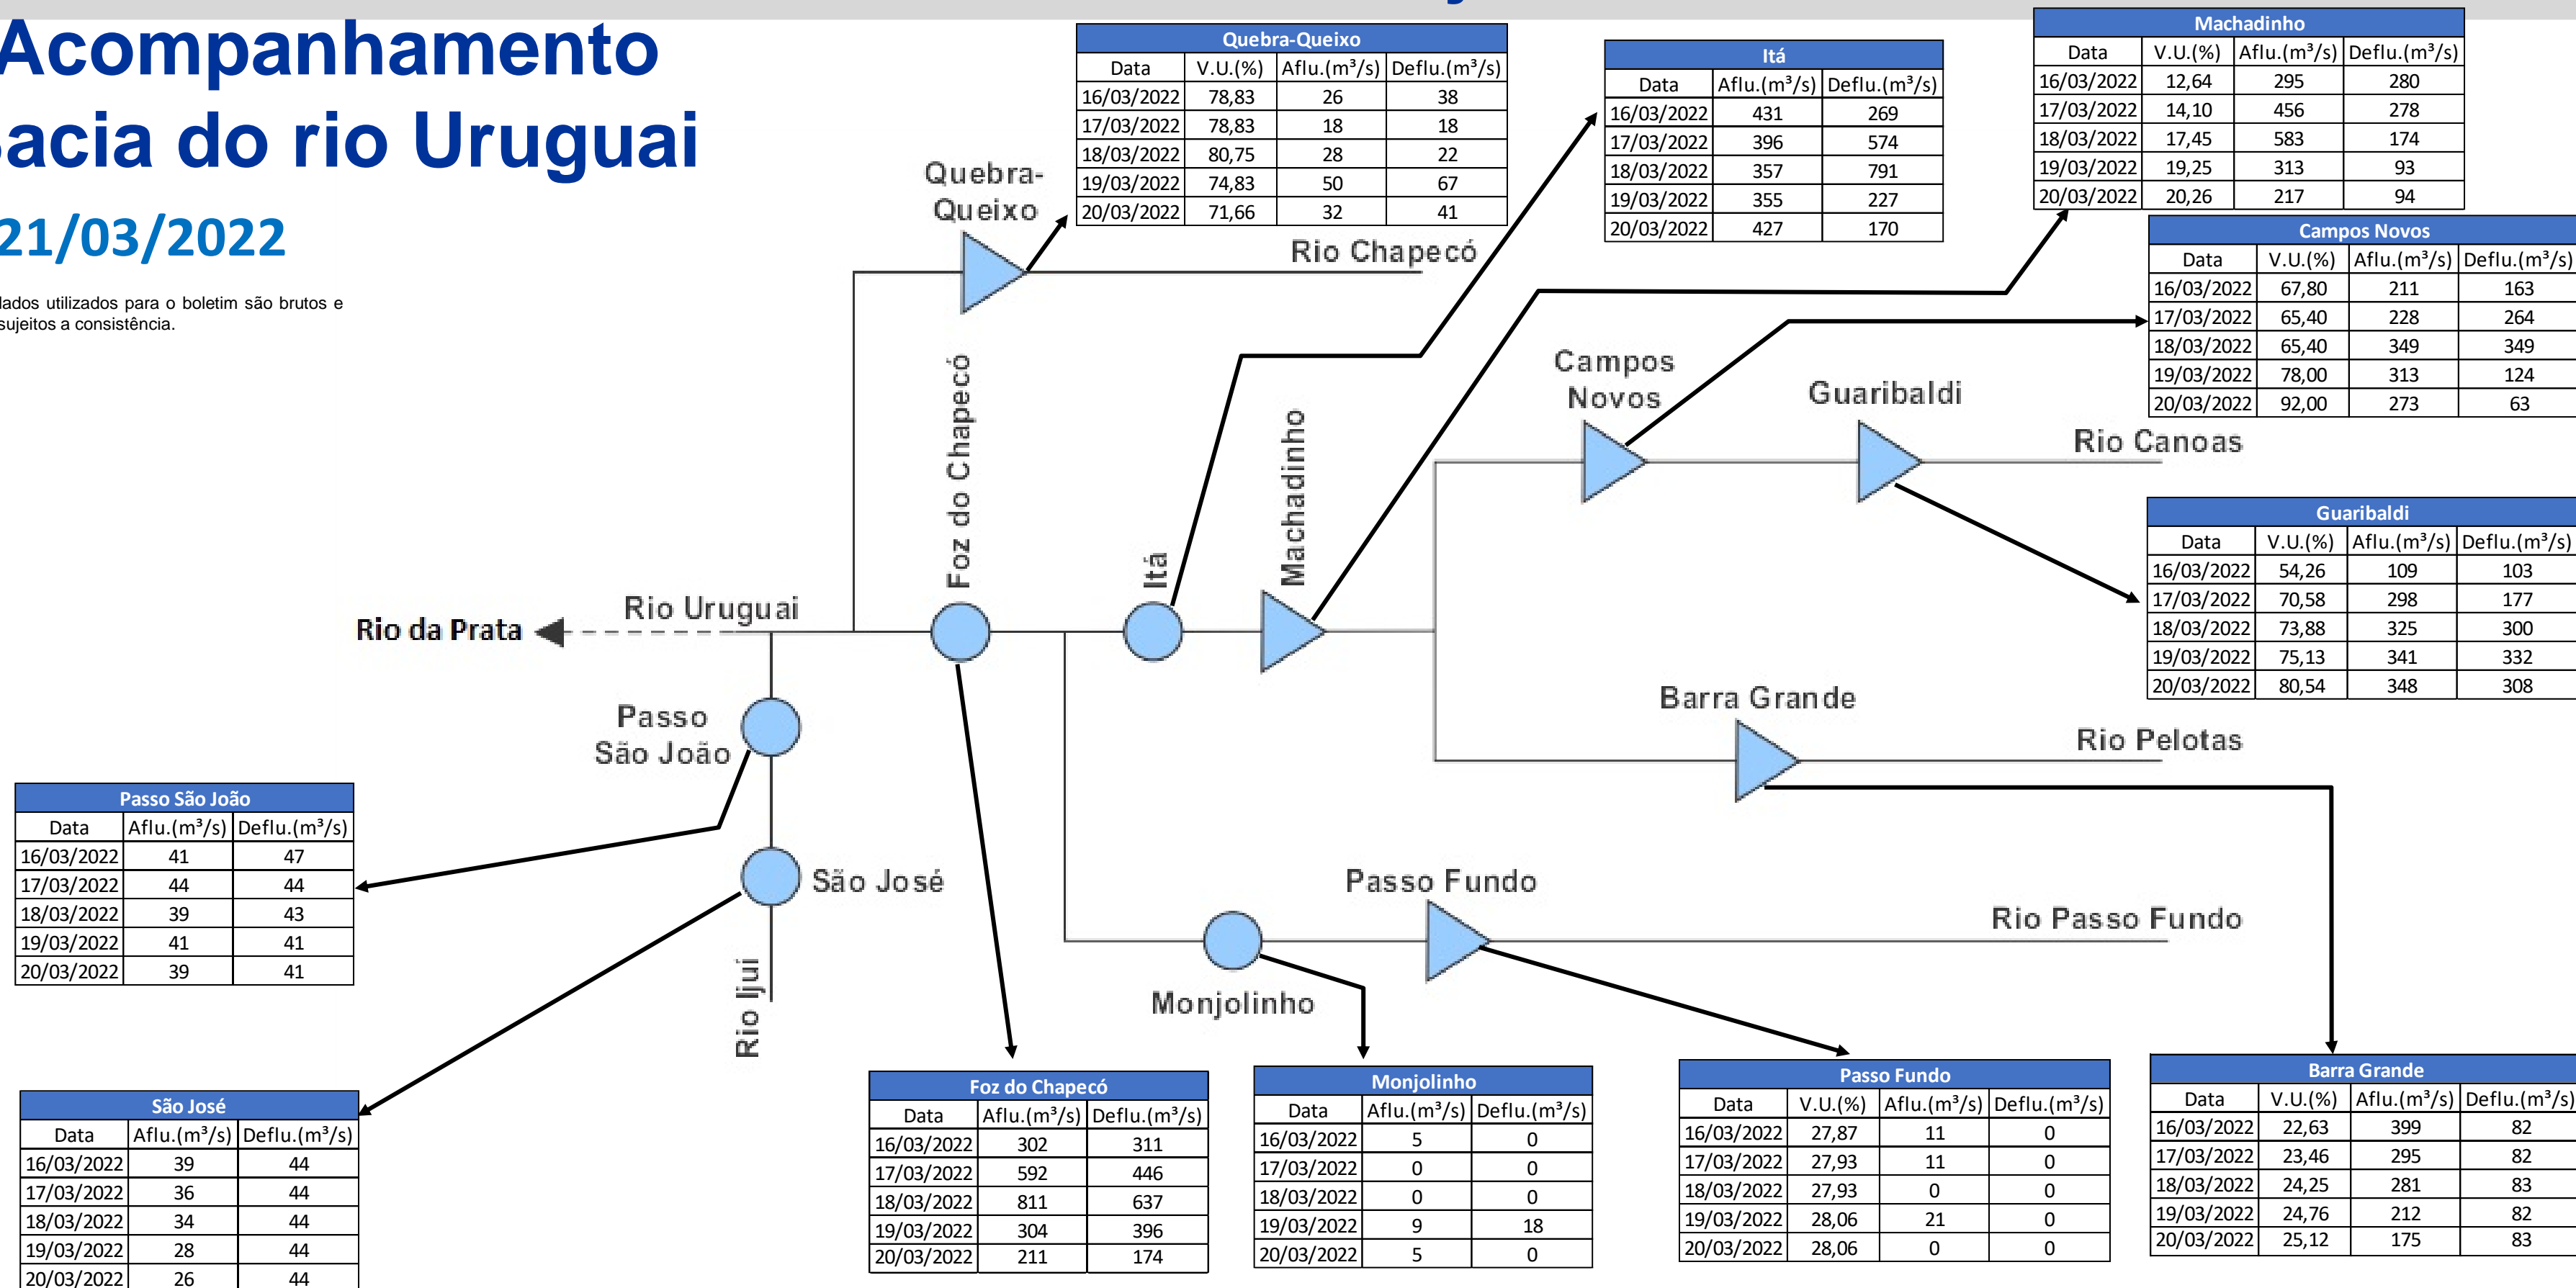 Acompanhamento
acia do rio Uruguai
21/03/2022
dados utilizados para o boletim são brutos e
sujeitos a consistência.
Quebra-Queixo
Data V.U.(%) Aflu.(m³/s) Deflu.(m³/s)
16/03/2022 78,83 26 38
17/03/2022 78,83 18 18
18/03/2022 80,75 28 22
19/03/2022 74,83 50 67
20/03/2022 71,66 32 41
Itá
Data Aflu.(m³/s) Deflu.(m³/s)
16/03/2022 431 269
17/03/2022 396 574
18/03/2022 357 791
19/03/2022 355 227
20/03/2022 427 170
Machadinho
Data V.U.(%) Aflu.(m³/s) Deflu.(m³/s)
16/03/2022 12,64 295 280
17/03/2022 14,10 456 278
18/03/2022 17,45 583 174
19/03/2022 19,25 313 93
20/03/2022 20,26 217 94
Campos Novos
Data V.U.(%) Aflu.(m³/s) Deflu.(m³/s)
16/03/2022 67,80 211 163
17/03/2022 65,40 228 264
18/03/2022 65,40 349 349
19/03/2022 78,00 313 124
20/03/2022 92,00 273 63
Quebra-
Queixo
Rio Chapecó
Foz do Chapecó
Itá
Machadinho
Campos
Novos
Guaribaldi
Rio Canoas
Guaribaldi
Data V.U.(%) Aflu.(m³/s) Deflu.(m³/s)
16/03/2022 54,26 109 103
17/03/2022 70,58 298 177
18/03/2022 73,88 325 300
19/03/2022 75,13 341 332
20/03/2022 80,54 348 308
Rio da Prata
Rio Uruguai
Passo
São João
Barra Grande
Rio Pelotas
São José
Rio Ijui
Passo Fundo
Rio Passo Fundo
Monjolinho
Passo São João
Data Aflu.(m³/s) Deflu.(m³/s)
16/03/2022 41 47
17/03/2022 44 44
18/03/2022 39 43
19/03/2022 41 41
20/03/2022 39 41
São José
Data Aflu.(m³/s) Deflu.(m³/s)
16/03/2022 39 44
17/03/2022 36 44
18/03/2022 34 44
19/03/2022 28 44
20/03/2022 26 44
Foz do Chapecó
Data Aflu.(m³/s) Deflu.(m³/s)
16/03/2022 302 311
17/03/2022 592 446
18/03/2022 811 637
19/03/2022 304 396
20/03/2022 211 174
Monjolinho
Data Aflu.(m³/s) Deflu.(m³/s)
16/03/2022 5 0
17/03/2022 0 0
18/03/2022 0 0
19/03/2022 9 18
20/03/2022 5 0
Passo Fundo
Data V.U.(%) Aflu.(m³/s) Deflu.(m³/s)
16/03/2022 27,87 11 0
17/03/2022 27,93 11 0
18/03/2022 27,93 0 0
19/03/2022 28,06 21 0
20/03/2022 28,06 0 0
Barra Grande
Data V.U.(%) Aflu.(m³/s) Deflu.(m³/s)
16/03/2022 22,63 399 82
17/03/2022 23,46 295 82
18/03/2022 24,25 281 83
19/03/2022 24,76 212 82
20/03/2022 25,12 175 83